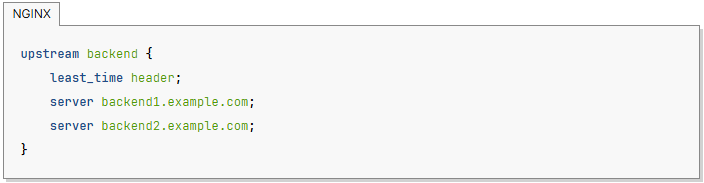 NGINX
upstream backend {
    least_time header;
    server backend1.example.com;
    server backend2.example.com;
}